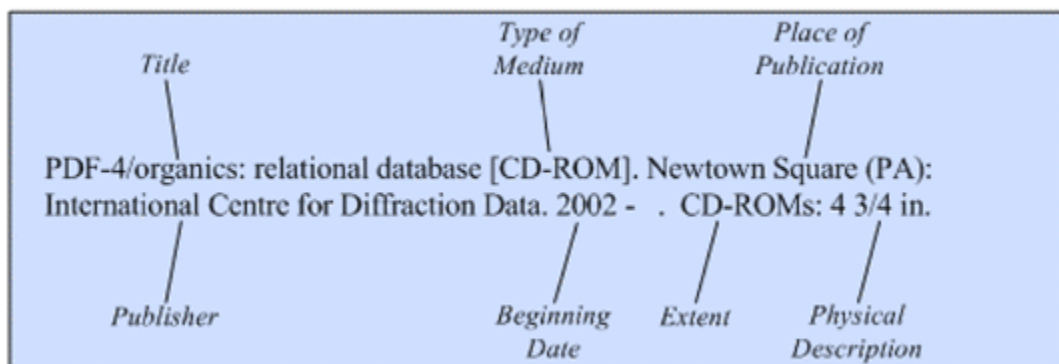 Type of
Medium
Place of
Publication
Title
PDF-4/organics: relational database [CD-ROM]. Newtown Square (PA):
International Centre for Diffraction Data. 2002 - . CD-ROMs: 4 3/4 in.
Publisher
Beginning
Date
Extent
Physical
Description